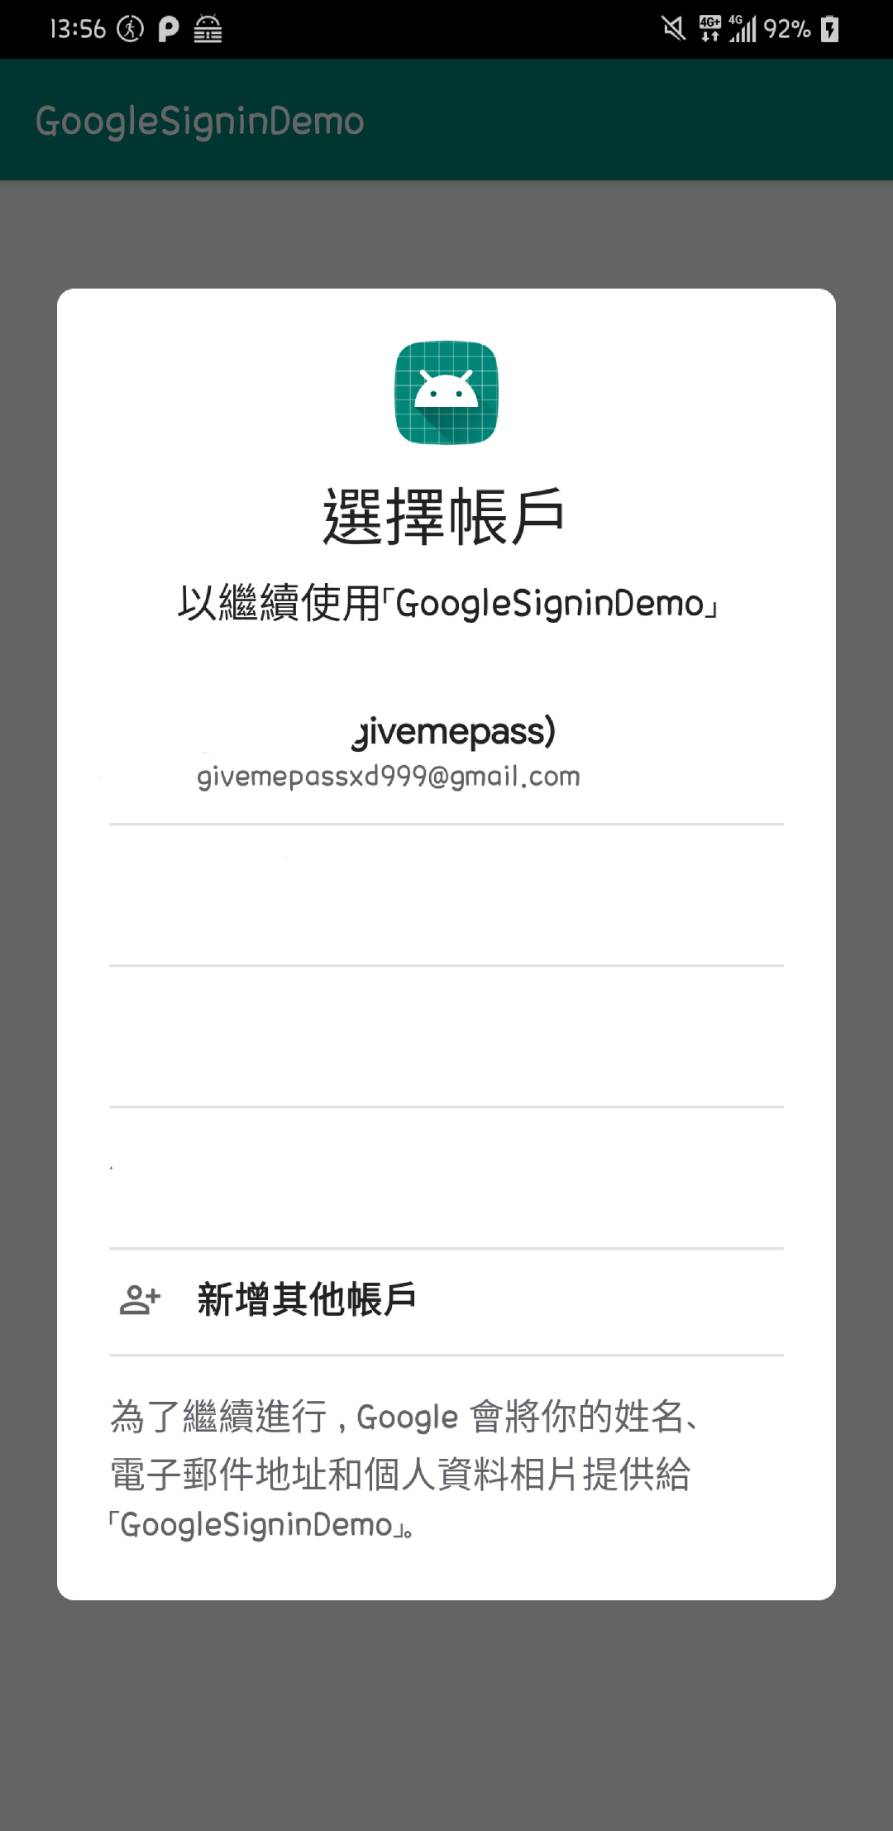 13:56
4G+ 4G 92%
GoogleSigninDemo
選擇帳戶
以繼續使用「GoogleSigninDemo」
givemepass)
givemepassxd999@gmail.com
新增其他帳戶
為了繼續進行，Google 會將你的姓名、
電子郵件地址和個人資料相片提供給
「GoogleSigninDemo」。